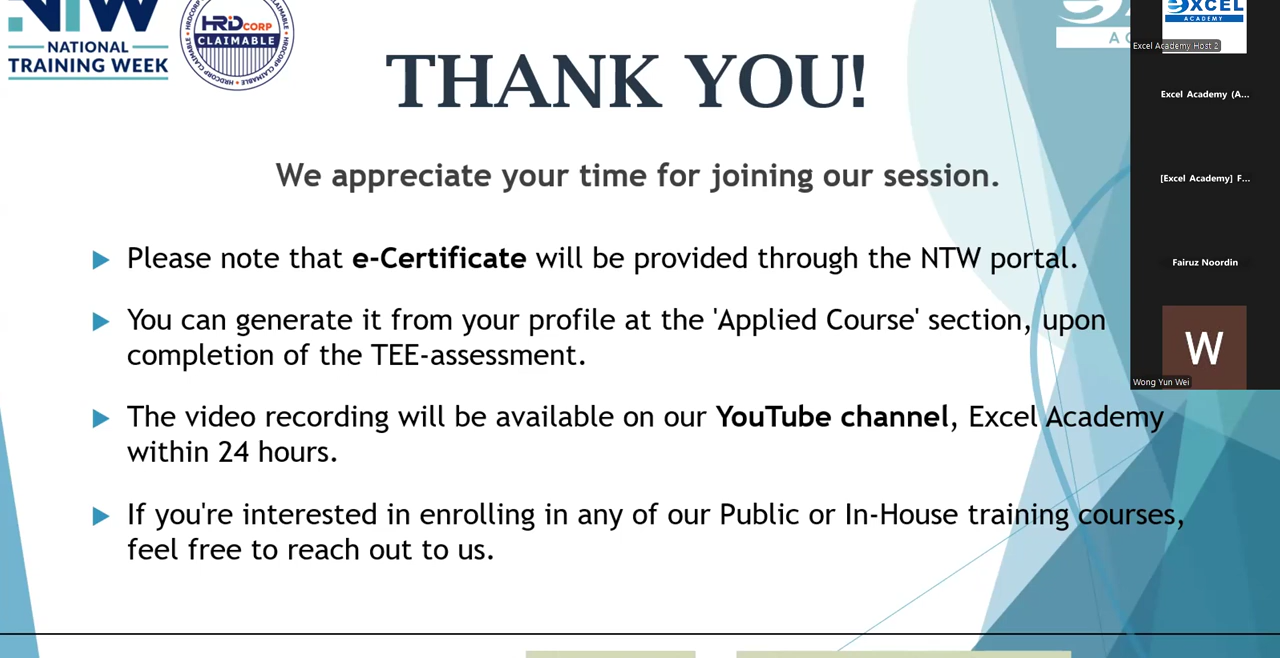 NTW
NATIONAL
TRAINING WEEK
HRD CORP
CLAIMABLE
HRDCORP CLAIMABLE
THANK YOU!
We appreciate your time for joining our session.
Please note that e-Certificate will be provided through the NTW portal.
You can generate it from your profile at the 'Applied Course' section, upon
completion of the TEE-assessment.
The video recording will be available on our YouTube channel, Excel Academy
within 24 hours.
If you're interested in enrolling in any of our Public or In-House training courses,
feel free to reach out to us.
EXCEL
ACADEMY
Excel Academy Host 2
Excel Academy (A...
[Excel Academy] F...
Fairuz Noordin
W
Wong Yun Wei